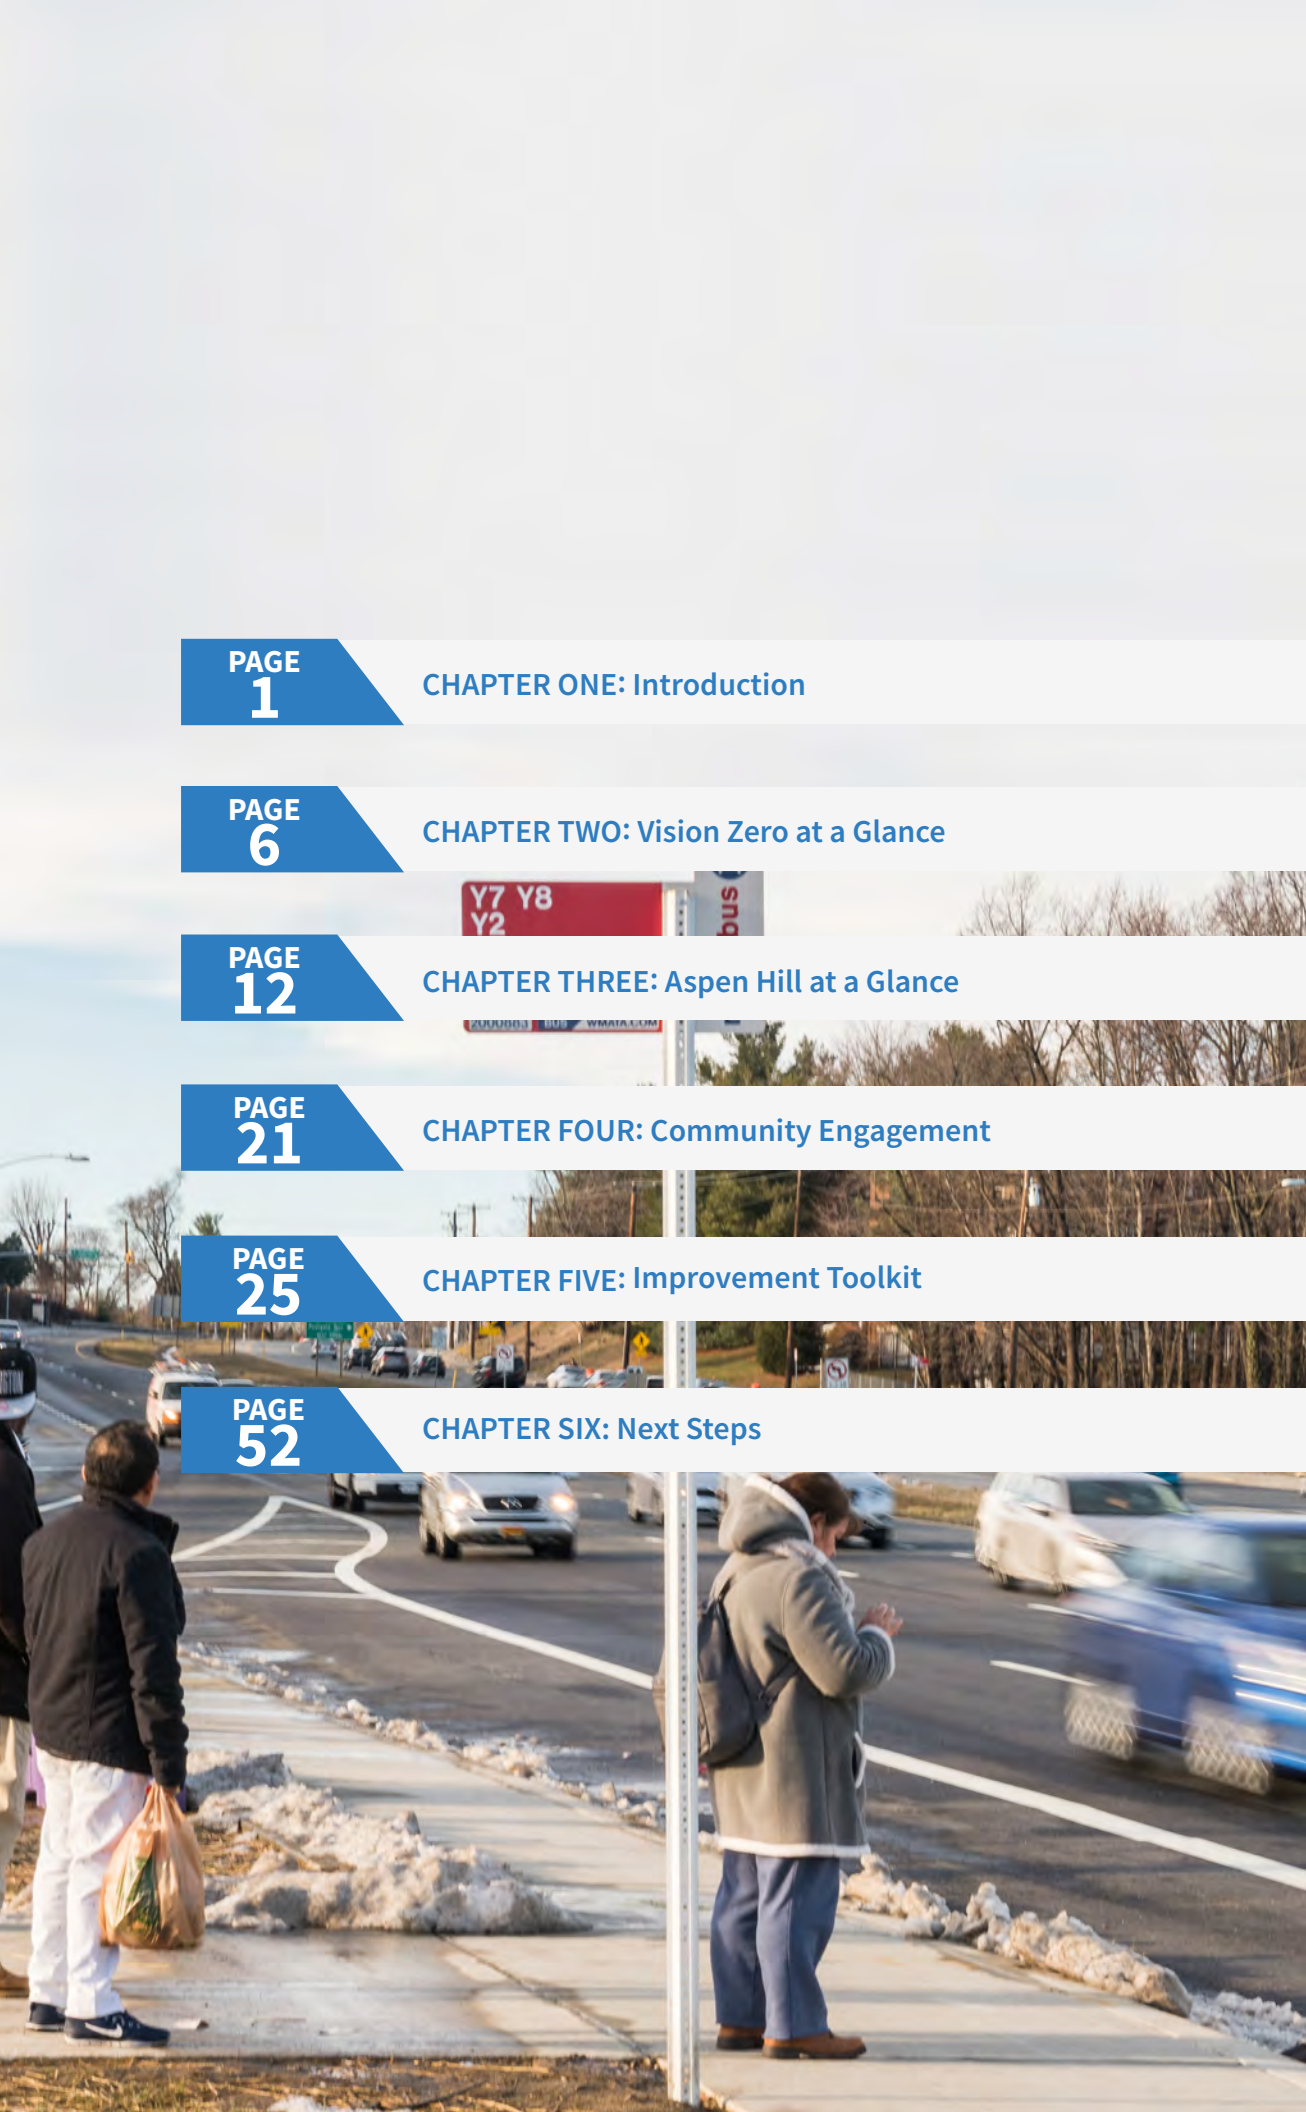 PAGE
1
CHAPTER ONE: Introduction
PAGE
6
CHAPTER TWO: Vision Zero at a Glance
Y7 Y8
Y2
bus
PAGE
12
CHAPTER THREE: Aspen Hill at a Glance
2000883 BUS WMATA.COM
PAGE
21
CHAPTER FOUR: Community Engagement
PAGE
25
CHAPTER FIVE: Improvement Toolkit
PAGE
52
CHAPTER SIX: Next Steps